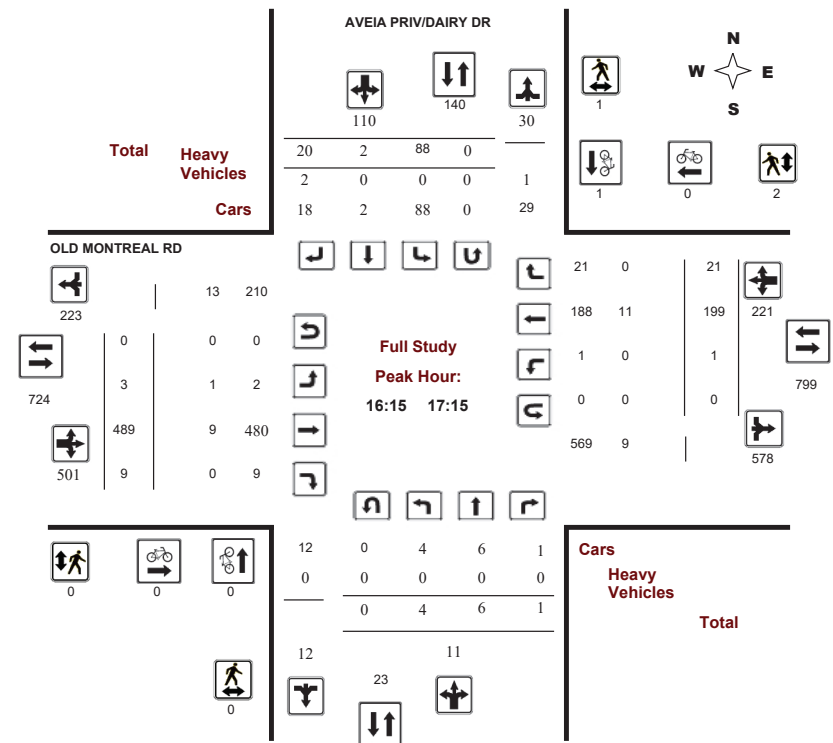 AVEIA PRIV/DAIRY DR
N
W E
S
110
140
30
1
Total
Heavy
Vehicles
Cars
20 2 88 0
2 0 0 0 1
18 2 88 0 29
1 0 2
OLD MONTREAL RD
223
13 210
0 0 0
724
3 1 2
489 9 480
501
9 0 9
Full Study
Peak Hour:
16:15 17:15
21 0 21
188 11 199 221
1 0 1
799
0 0 0
569 9
578
0 0 0
0
12 0 4 6 1
0 0 0 0 0
0 4 6 1
12 11
23
Cars
Heavy
Vehicles
Total